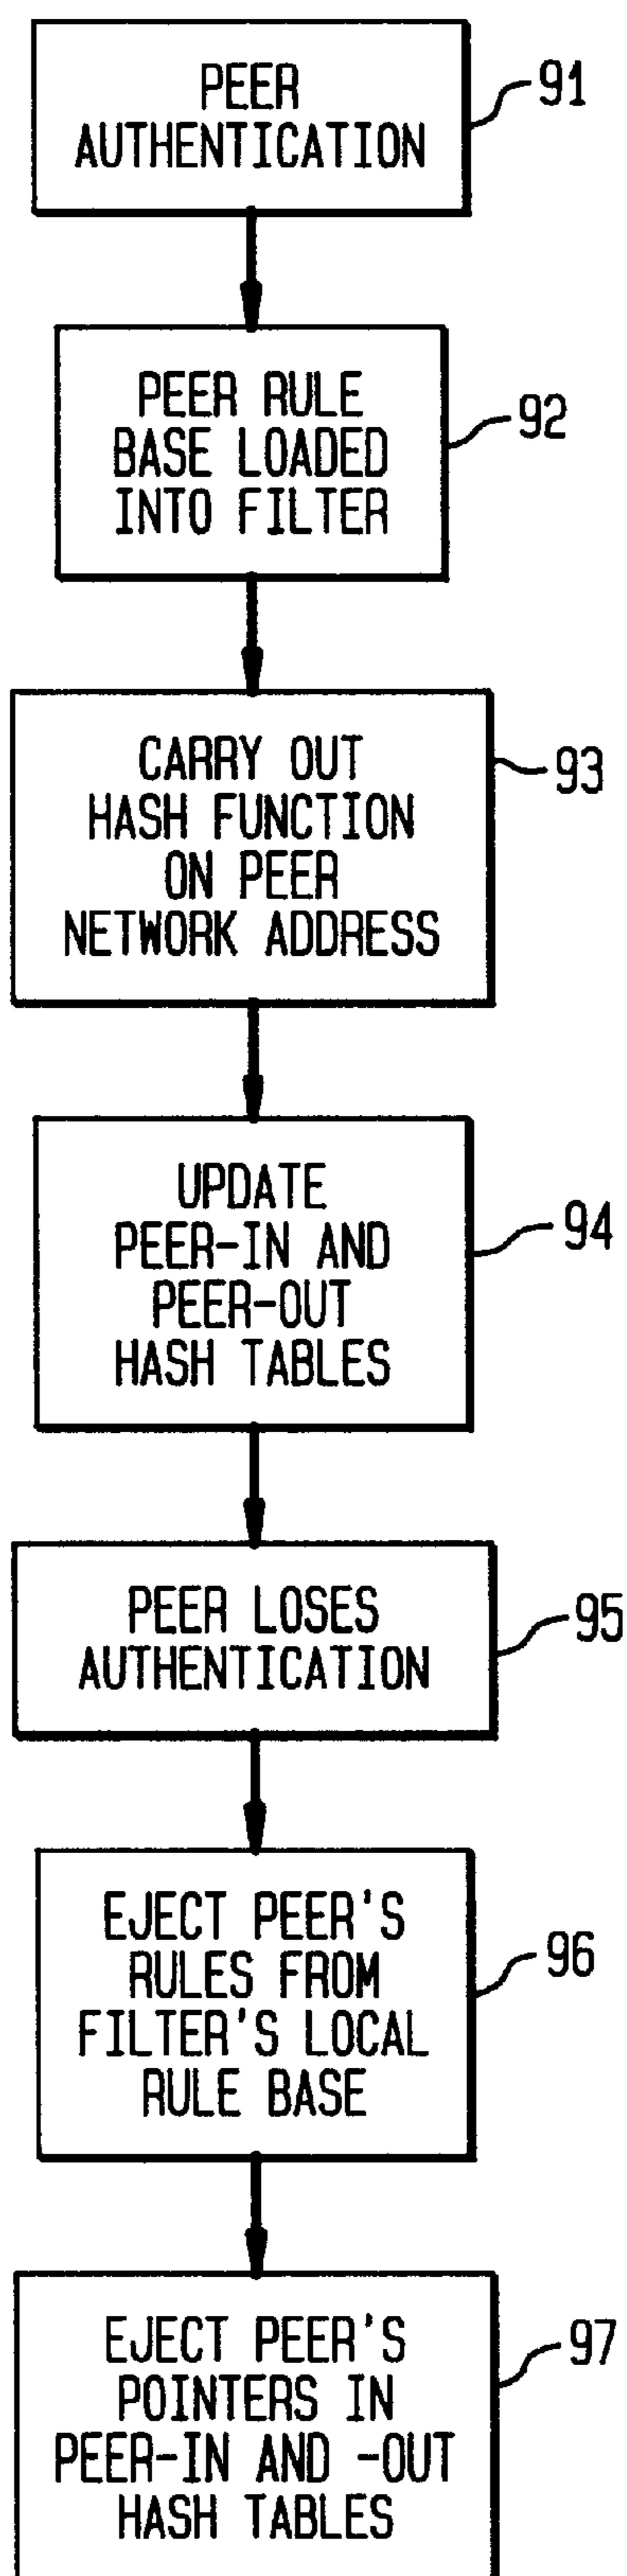 PEER
AUTHENTICATION
91
PEER RULE
BASE LOADED
INTO FILTER
92
CARRY OUT
HASH FUNCTION
ON PEER
NETWORK ADDRESS
93
UPDATE
PEER-IN AND
PEER-OUT
HASH TABLES
94
PEER LOSES
AUTHENTICATION
95
EJECT PEER'S
RULES FROM
FILTER'S LOCAL
RULE BASE
96
EJECT PEER'S
POINTERS IN
PEER-IN AND -OUT
HASH TABLES
97